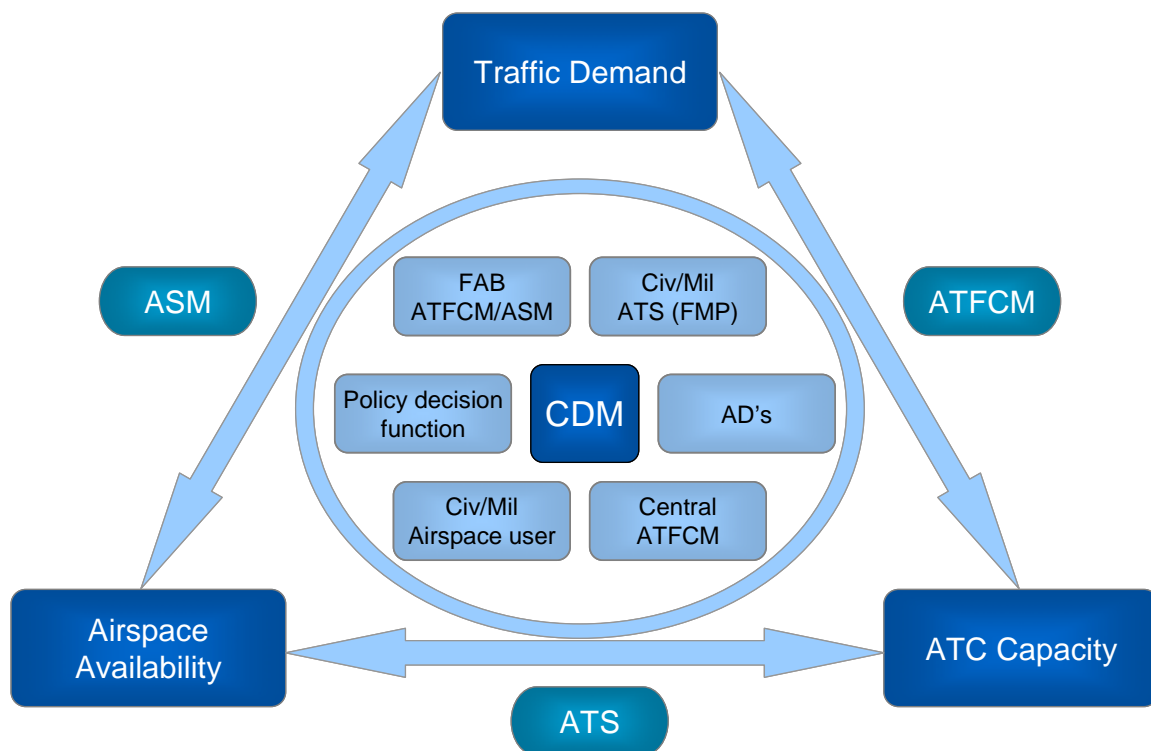 Traffic Demand
ASM
ATFCM
FAB
ATFCM/ASM
Civ/Mil
ATS (FMP)
Policy decision
function
CDM
AD's
Civ/Mil
Airspace user
Central
ATFCM
Airspace
Availability
ATC Capacity
ATS